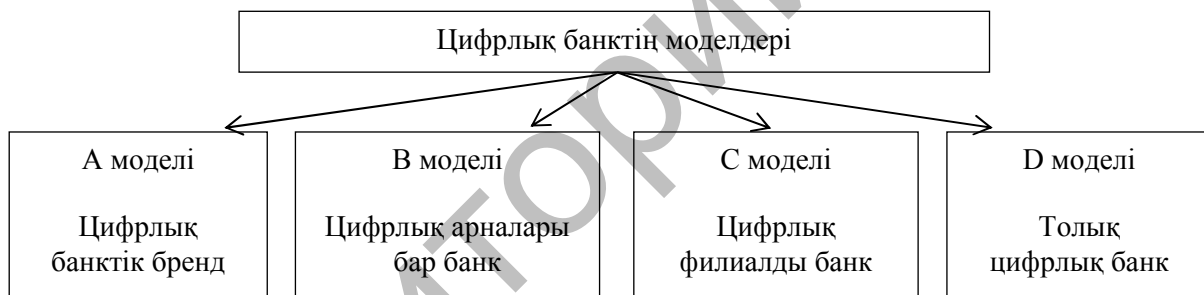 Цифрлық банктің моделдері
А моделі
Цифрлық
банктік бренд
В моделі
Цифрлық арналары
бар банк
С моделі
Цифрлық
филиалды банк
D моделі
Толық
цифрлық банк